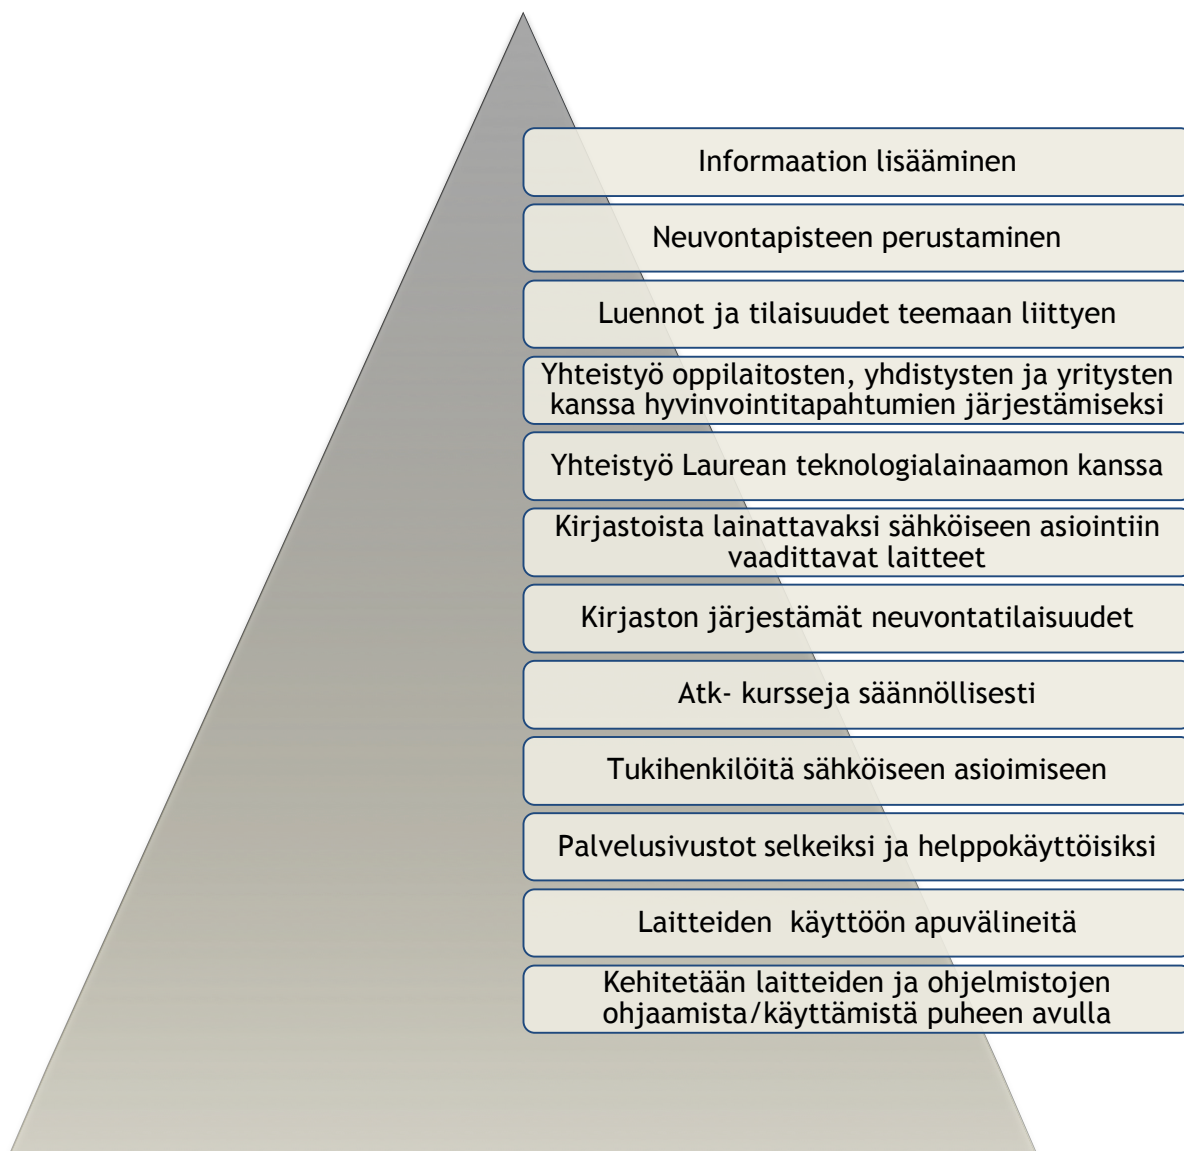 Informaation lisääminen
Neuvontapisteen perustaminen
Luennot ja tilaisuudet teemaan liittyen
Yhteistyö oppilaitosten, yhdistysten ja yritysten
kanssa hyvinvointitapahtumien järjestämiseksi
Yhteistyö Laurean teknologialainaamon kanssa
Kirjastoista lainattavaksi sähköiseen asiointiin
vaadittavat laitteet
Kirjaston järjestämät neuvontatilaisuudet
Atk- kursseja säännöllisesti
Tukihenkilöitä sähköiseen asioimiseen
Palvelusivustot selkeiksi ja helppokäyttöisiksi
Laitteiden  käyttöön apuvälineitä
Kehitetään laitteiden ja ohjelmistojen
ohjaamista/käyttämistä puheen avulla